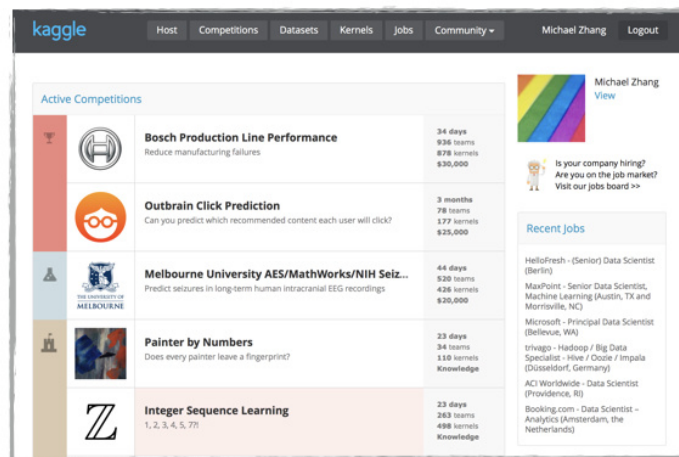 kaggle
Host
Competitions
Datasets
Kernels
Jobs
Community
Michael Zhang
Logout
Active Competitions
Bosch Production Line Performance
Reduce manufacturing failures
34 days
936 teams
878 kernels
$30,000
Outbrain Click Prediction
Can you predict which recommended content each user will click?
3 months
78 teams
177 kernels
$25,000
THE UNIVERSITY OF
MELBOURNE
Melbourne University AES/MathWorks/NIH Seiz...
Predict seizures in long-term human intracranial EEG recordings
44 days
520 teams
426 kernels
$20,000
Painter by Numbers
Does every painter leave a fingerprint?
23 days
34 teams
110 kernels
Knowledge
ℤ
Integer Sequence Learning
1, 2, 3, 4, 5, 7?!
23 days
263 teams
498 kernels
Knowledge
Michael Zhang
View
Is your company hiring?
Are you on the job market?
Visit our jobs board >>
Recent Jobs
HelloFresh - (Senior) Data Scientist
(Berlin)
MaxPoint - Senior Data Scientist,
Machine Learning (Austin, TX and
Morrisville, NC)
Microsoft - Principal Data Scientist
(Bellevue, WA)
trivago - Hadoop / Big Data
Specialist - Hive / Oozie / Impala
(Düsseldorf, Germany)
ACI Worldwide - Data Scientist
(Providence, RI)
Booking.com - Data Scientist –
Analytics (Amsterdam, the
Netherlands)